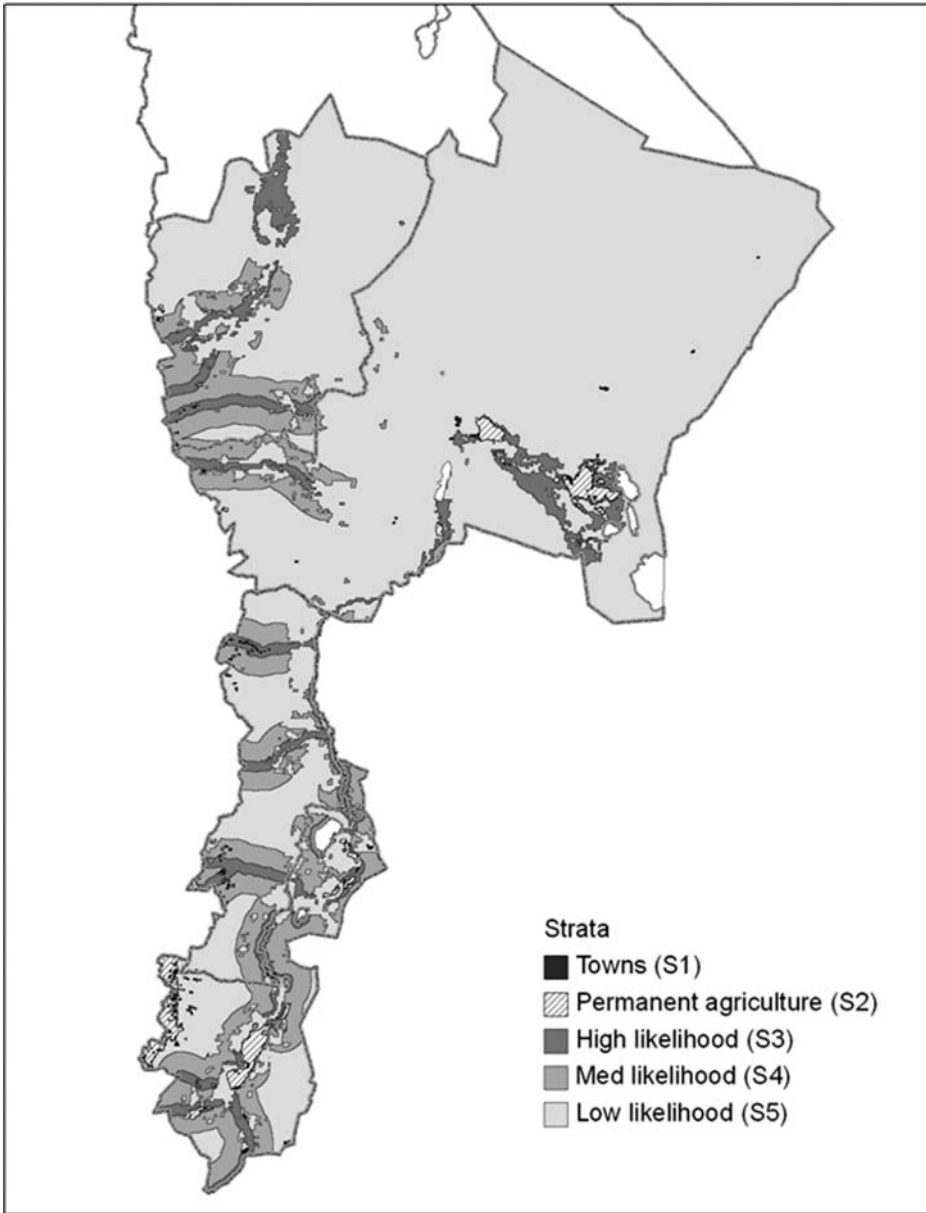 Strata
Towns (S1)
Permanent agriculture (S2)
High likelihood (S3)
Med likelihood (S4)
Low likelihood (S5)